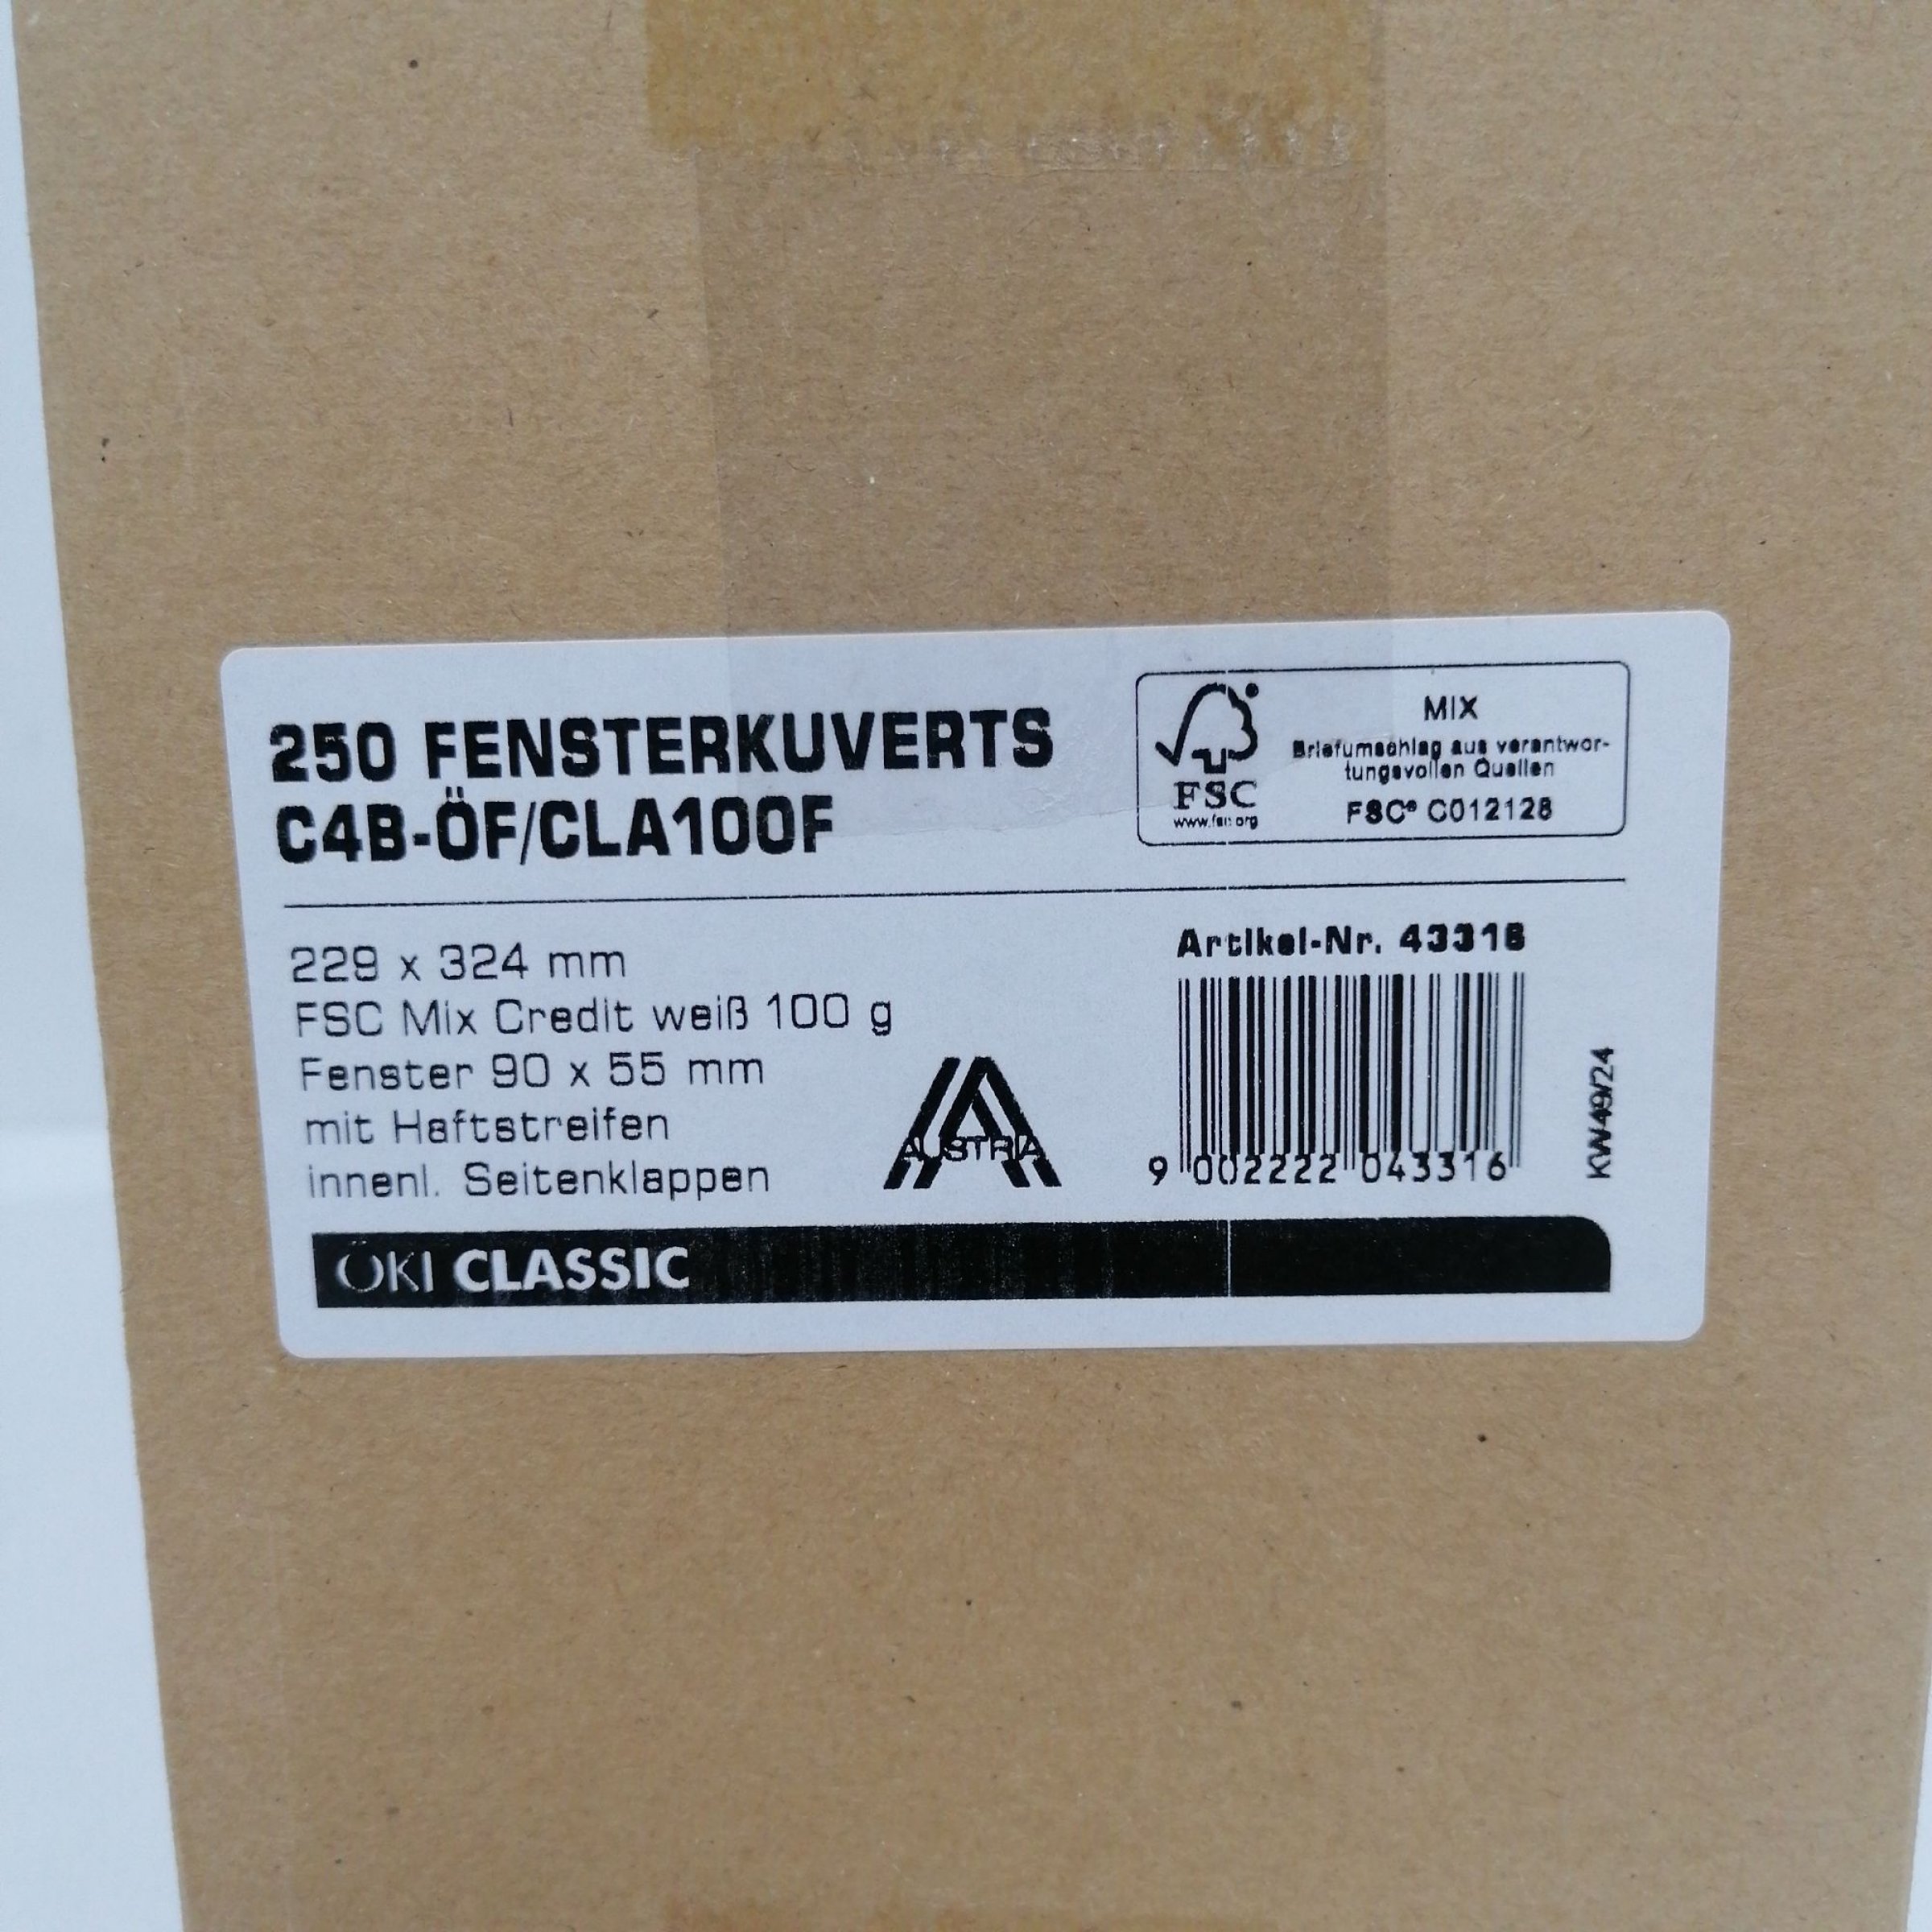 250 FENSTERKUVERTS
C4B-ÖF/CLA100F
FSC
www.fsc.org
MIX
Briefumschlag aus verantwor-
tungsvollen Quellen
FSC® C012128
229 x 324 mm
FSC Mix Credit weiß 100 g
Fenster 90 x 55 mm
mit Haftstreifen
innenl. Seitenklappen
AUSTRIA
Artikel-Nr. 43316
9 002222 043316
KW49/24
ÖKI CLASSIC